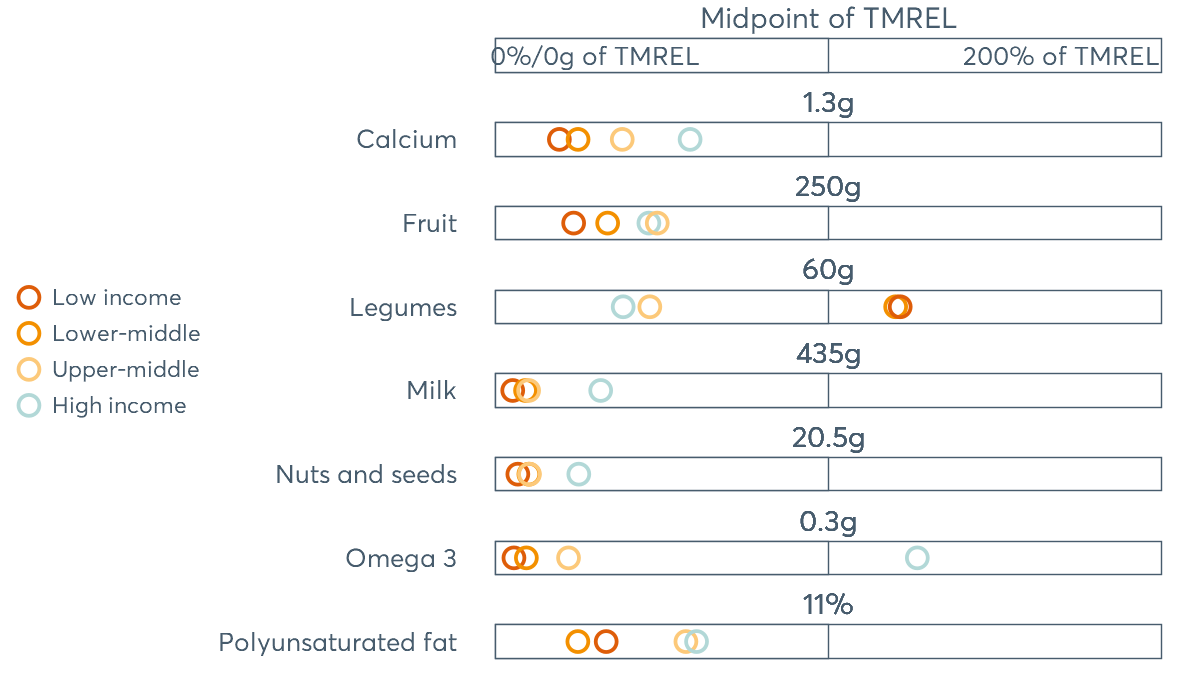 Midpoint of TMREL
0%/0g of TMREL
200% of TMREL
1.3g
Calcium
250g
Fruit
60g
Legumes
435g
Milk
20.5g
Nuts and seeds
0.3g
Omega 3
11%
Polyunsaturated fat
Low income
Lower-middle
Upper-middle
High income